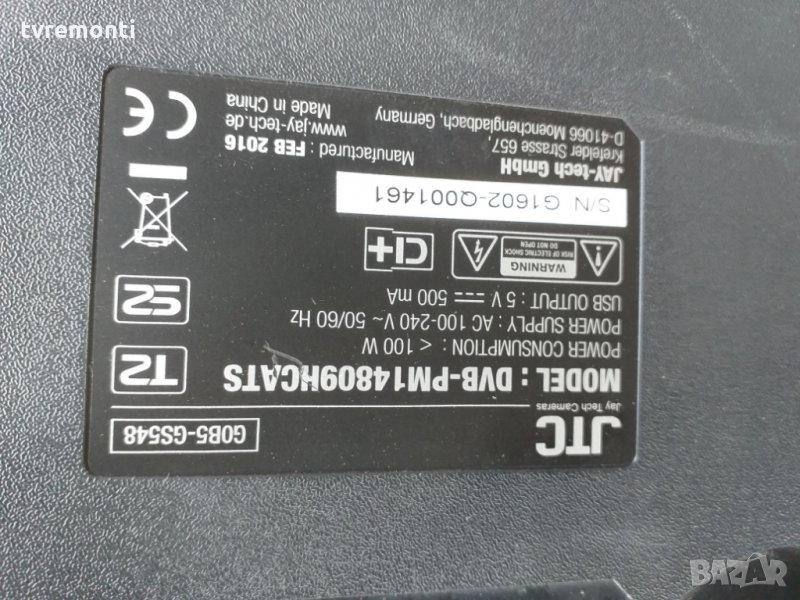 tvremonti
JTC
Jay Tech Cameras
G0B5-GS548
MODEL : DVB-PM14809HCATS
POWER CONSUMPTION : < 100 W
POWER SUPPLY : AC 100-240 V ~ 50/60 Hz
USB OUTPUT : 5 V 500 mA
T2
S2
WARNING
RISK OF ELECTRIC SHOCK
DO NOT OPEN
CI+
S/N G1602-Q001461
JAY-tech GmbH
Krefelder Strasse 657,
D-41066 Moenchengladbach, Germany
Manufactured : FEB 2016
www.jay-tech.de
Made in China
CE
BAZAR